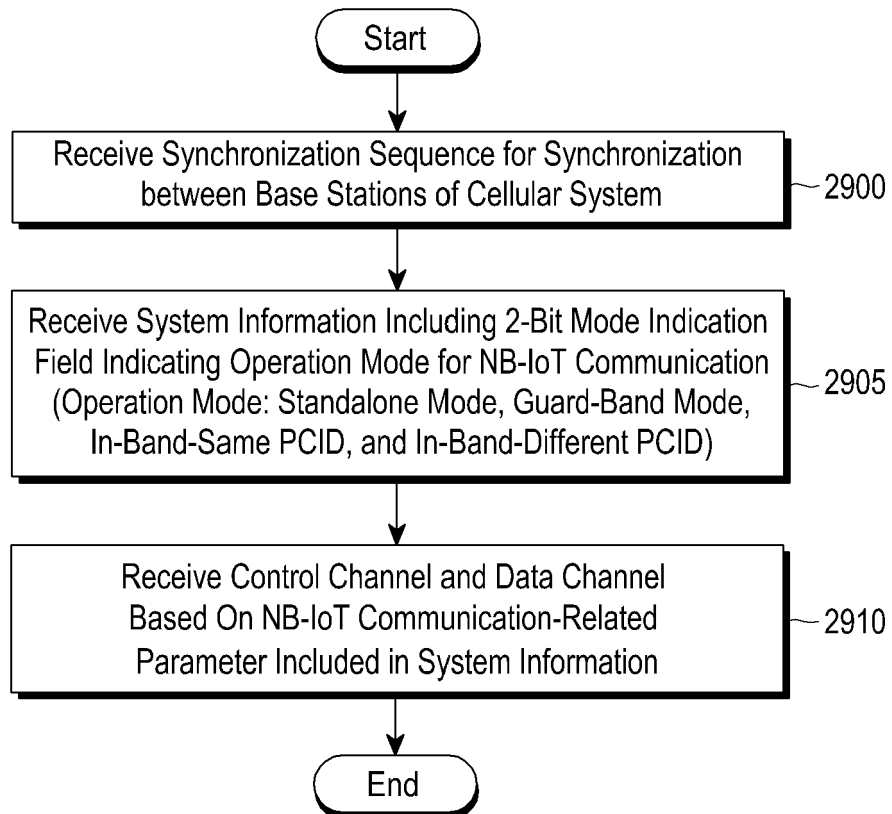 Start
Receive Synchronization Sequence for Synchronization
between Base Stations of Cellular System
2900
Receive System Information Including 2-Bit Mode Indication
Field Indicating Operation Mode for NB-IoT Communication
(Operation Mode: Standalone Mode, Guard-Band Mode,
In-Band-Same PCID, and In-Band-Different PCID)
2905
Receive Control Channel and Data Channel
Based On NB-IoT Communication-Related
Parameter Included in System Information
2910
End